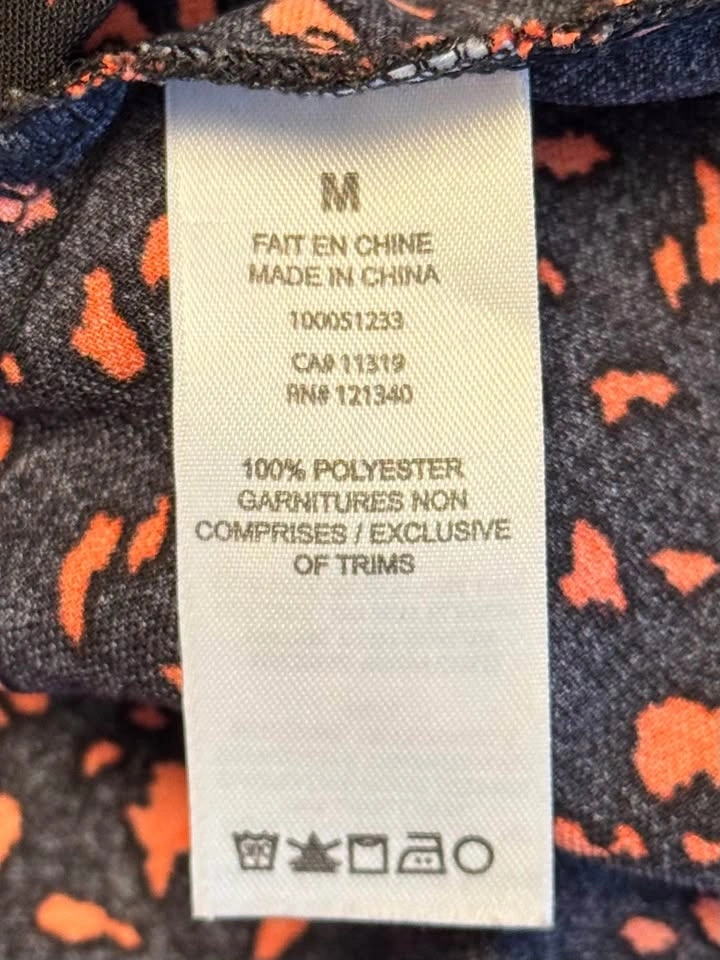 M
FAIT EN CHINE
MADE IN CHINA
100051233
CA# 11319
RN# 121340
100% POLYESTER
GARNITURES NON
COMPRISES / EXCLUSIVE
OF TRIMS